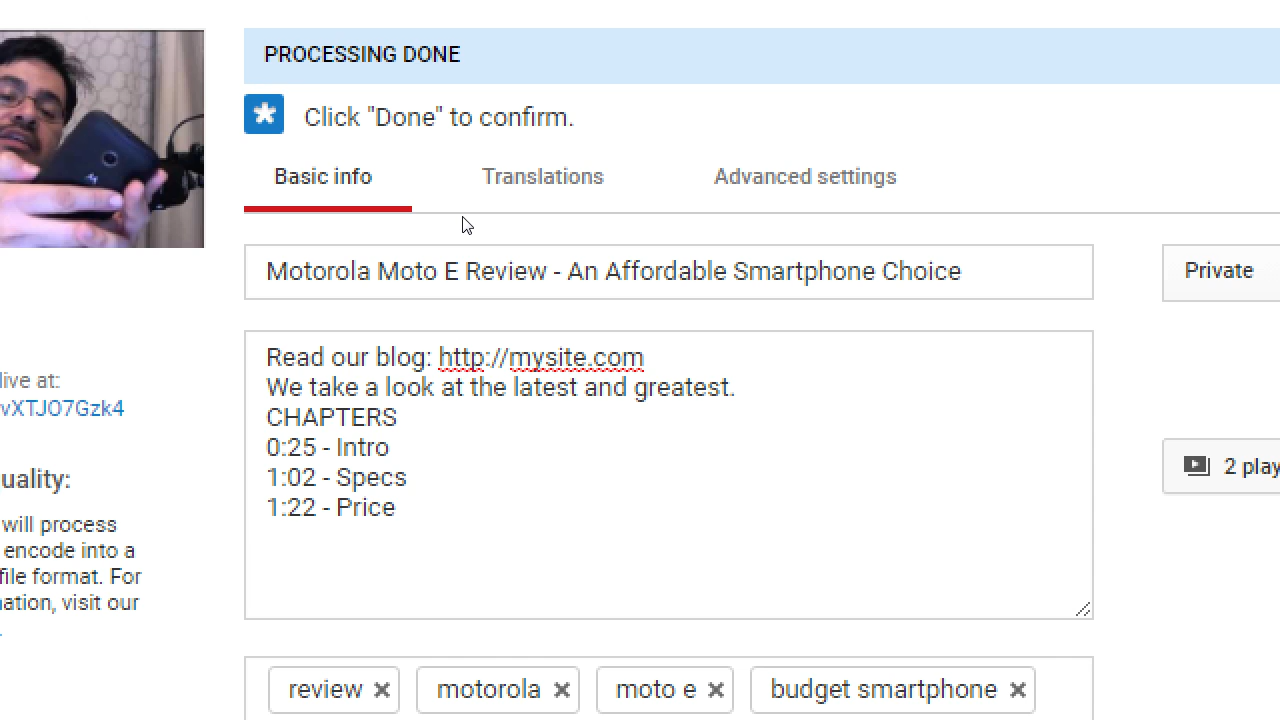 PROCESSING DONE
Click "Done" to confirm.
Basic info
Translations
Advanced settings
Motorola Moto E Review - An Affordable Smartphone Choice
Private
Read our blog: http://mysite.com
We take a look at the latest and greatest.
CHAPTERS
0:25 - Intro
1:02 - Specs
1:22 - Price
live at:
vXTJO7Gzk4
uality:
will process
encode into a
file format. For
ation, visit our
2 play
review
motorola
moto e
budget smartphone